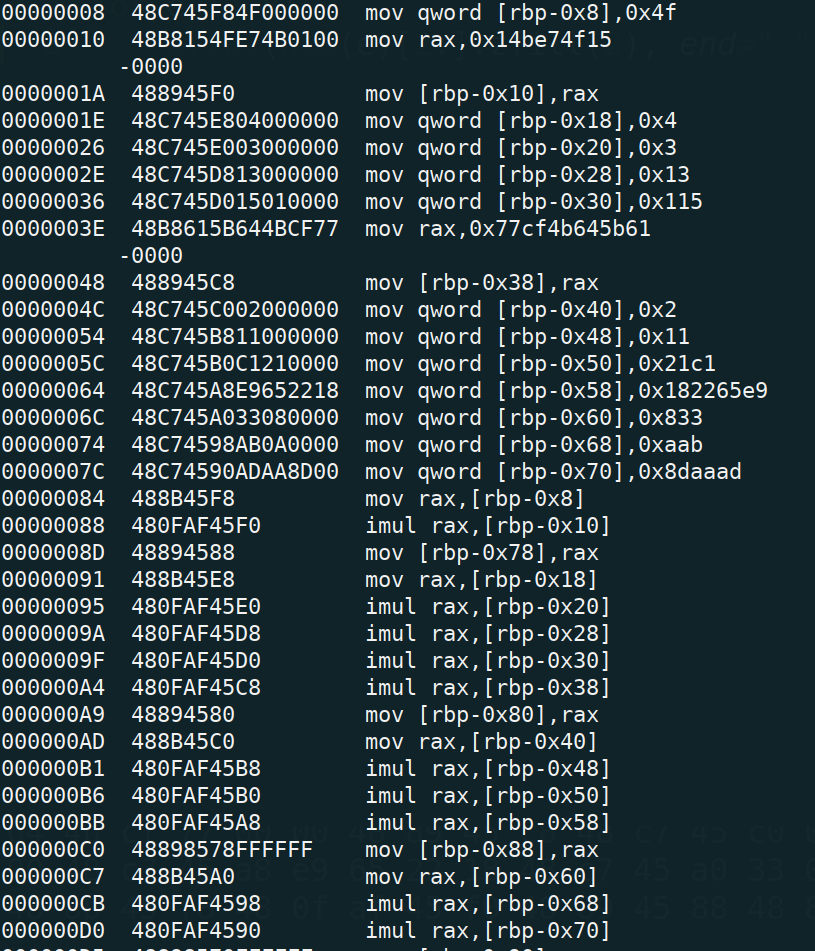 00000008  48C745F84F000000  mov qword [rbp-0x8],0x4f
00000010  48B8154FE74B0100  mov rax,0x14be74f15
         -0000
0000001A  488945F0          mov [rbp-0x10],rax
0000001E  48C745E804000000  mov qword [rbp-0x18],0x4
00000026  48C745E003000000  mov qword [rbp-0x20],0x3
0000002E  48C745D813000000  mov qword [rbp-0x28],0x13
00000036  48C745D015010000  mov qword [rbp-0x30],0x115
0000003E  48B8615B644BCF77  mov rax,0x77cf4b645b61
         -0000
00000048  488945C8          mov [rbp-0x38],rax
0000004C  48C745C002000000  mov qword [rbp-0x40],0x2
00000054  48C745B811000000  mov qword [rbp-0x48],0x11
0000005C  48C745B0C1210000  mov qword [rbp-0x50],0x21c1
00000064  48C745A8E9652218  mov qword [rbp-0x58],0x182265e9
0000006C  48C745A033080000  mov qword [rbp-0x60],0x833
00000074  48C74598AB0A0000  mov qword [rbp-0x68],0xaab
0000007C  48C74590ADAA8D00  mov qword [rbp-0x70],0x8daaad
00000084  488B45F8          mov rax,[rbp-0x8]
00000088  480FAF45F0        imul rax,[rbp-0x10]
0000008D  48894588          mov [rbp-0x78],rax
00000091  488B45E8          mov rax,[rbp-0x18]
00000095  480FAF45E0        imul rax,[rbp-0x20]
0000009A  480FAF45D8        imul rax,[rbp-0x28]
0000009F  480FAF45D0        imul rax,[rbp-0x30]
000000A4  480FAF45C8        imul rax,[rbp-0x38]
000000A9  48894580          mov [rbp-0x80],rax
000000AD  488B45C0          mov rax,[rbp-0x40]
000000B1  480FAF45B8        imul rax,[rbp-0x48]
000000B6  480FAF45B0        imul rax,[rbp-0x50]
000000BB  480FAF45A8        imul rax,[rbp-0x58]
000000C0  48898578FFFFFF    mov [rbp-0x88],rax
000000C7  488B45A0          mov rax,[rbp-0x60]
000000CB  480FAF4598        imul rax,[rbp-0x68]
000000D0  480FAF4590        imul rax,[rbp-0x70]